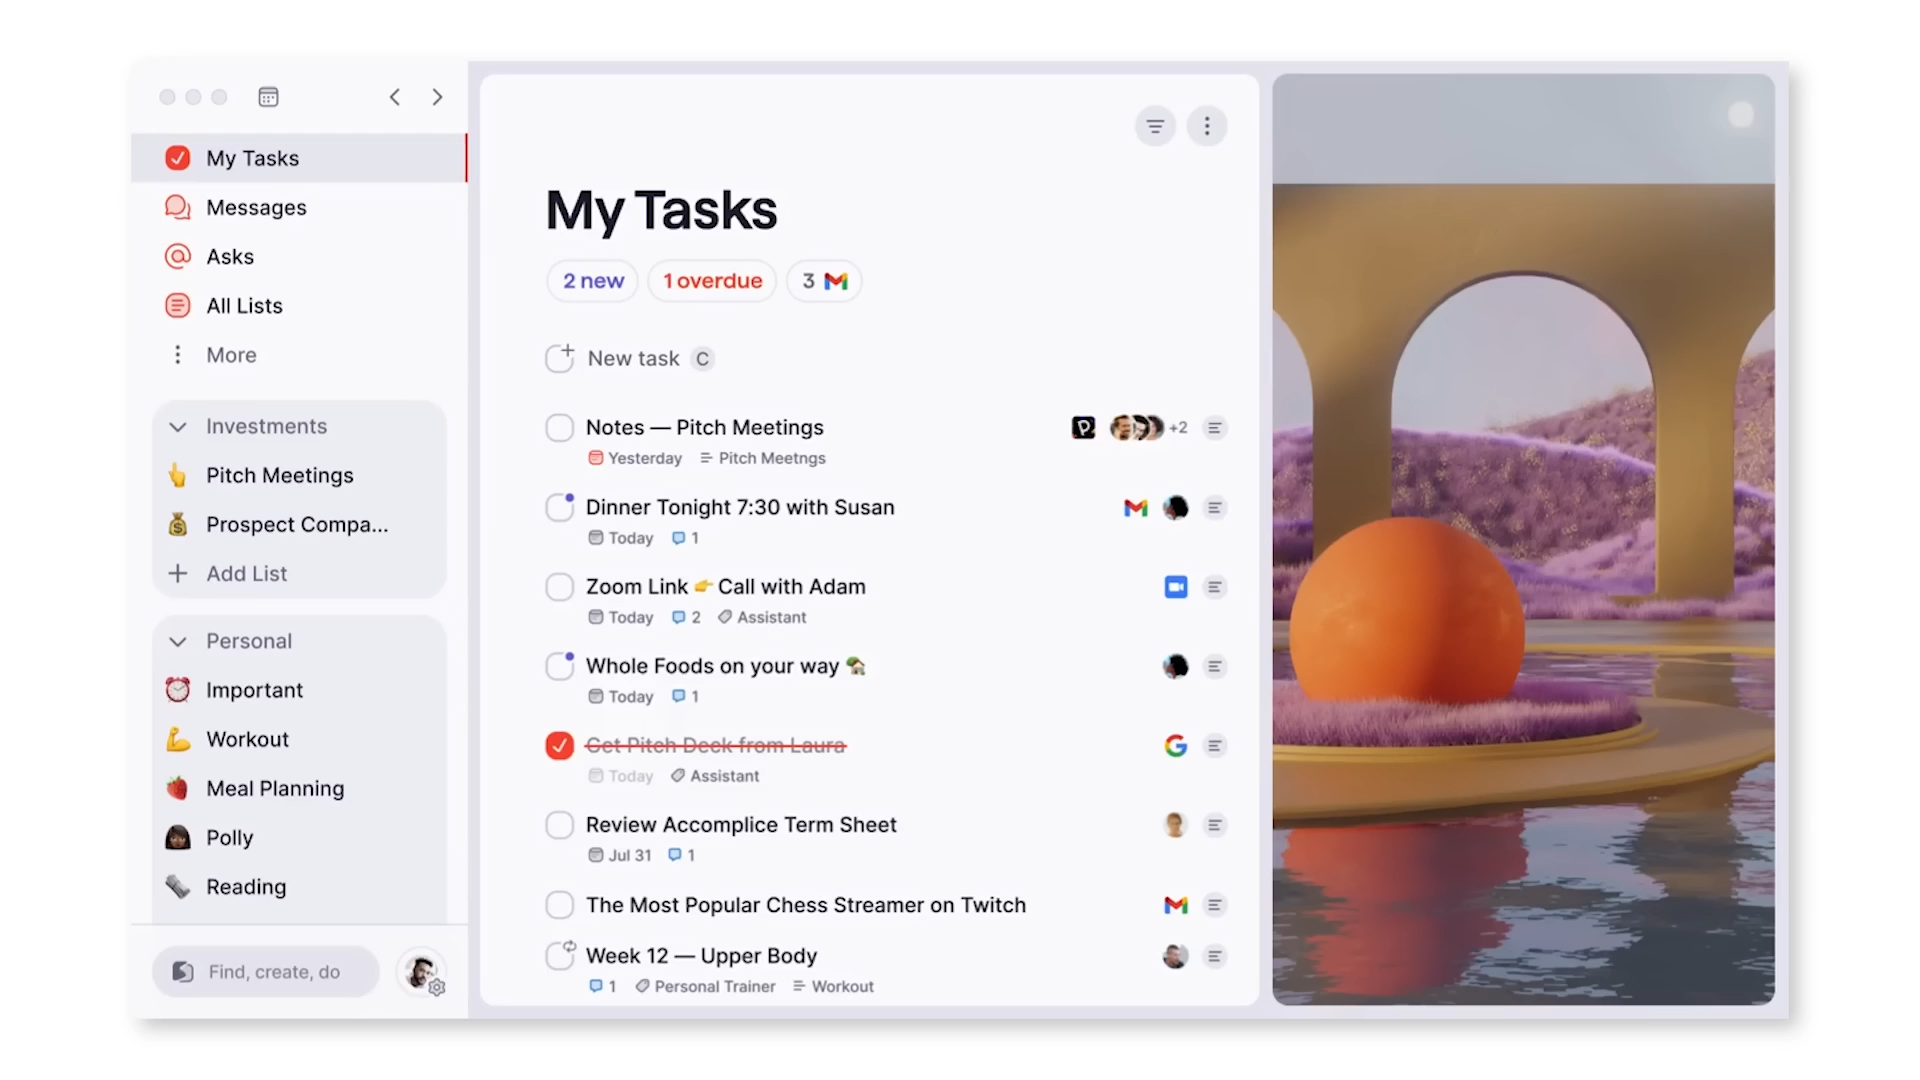 My Tasks
Messages
Asks
All Lists
More
Investments
Pitch Meetings
Prospect Compa...
Add List
Personal
Important
Workout
Meal Planning
Polly
Reading
Find, create, do
My Tasks
2 new 1 overdue 3
New task C
Notes — Pitch Meetings +2
Yesterday Pitch Meetngs
Dinner Tonight 7:30 with Susan
Today 1
Zoom Link 👉 Call with Adam
Today 2 Assistant
Whole Foods on your way 🏡
Today 1
Get Pitch Deck from Laura
Today Assistant
Review Accomplice Term Sheet
Jul 31 1
The Most Popular Chess Streamer on Twitch
Week 12 — Upper Body
1 Personal Trainer Workout